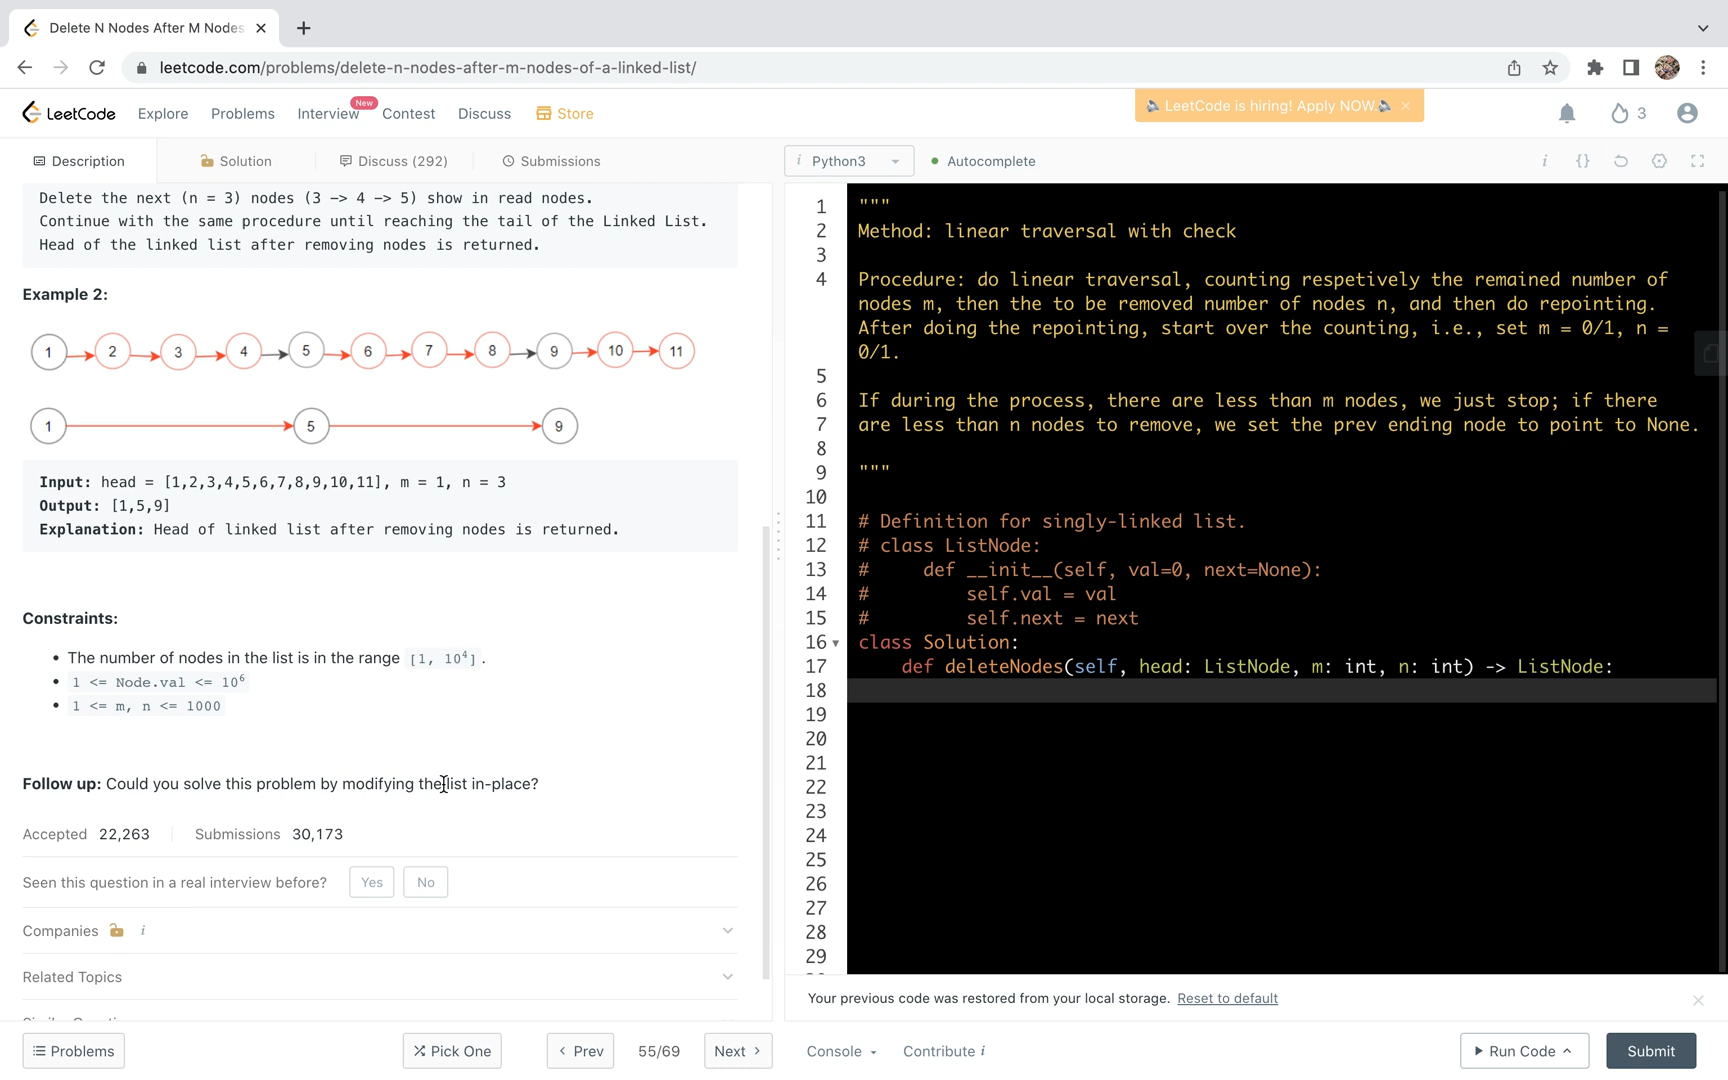 Delete N Nodes After M Nodes
leetcode.com/problems/delete-n-nodes-after-m-nodes-of-a-linked-list/
LeetCode Explore Problems Interview New Contest Discuss Store
LeetCode is hiring! Apply NOW.
3
Description Solution Discuss (292) Submissions
i Python3 Autocomplete i {}
Delete the next (n = 3) nodes (3 -> 4 -> 5) show in read nodes.
Continue with the same procedure until reaching the tail of the Linked List.
Head of the linked list after removing nodes is returned.
Example 2:
1 2 3 4 5 6 7 8 9 10 11
1 5 9
Input: head = [1,2,3,4,5,6,7,8,9,10,11], m = 1, n = 3
Output: [1,5,9]
Explanation: Head of linked list after removing nodes is returned.
Constraints:
• The number of nodes in the list is in the range [1, 10⁴].
• 1 <= Node.val <= 10⁶
• 1 <= m, n <= 1000
Follow up: Could you solve this problem by modifying the list in-place?
Accepted 22,263 Submissions 30,173
Seen this question in a real interview before? Yes No
Companies i
Related Topics
1 """
2 Method: linear traversal with check
3
4 Procedure: do linear traversal, counting respetively the remained number of
nodes m, then the to be removed number of nodes n, and then do repointing.
After doing the repointing, start over the counting, i.e., set m = 0/1, n =
0/1.
5
6 If during the process, there are less than m nodes, we just stop; if there
7 are less than n nodes to remove, we set the prev ending node to point to None.
8
9 """
10
11 # Definition for singly-linked list.
12 # class ListNode:
13 #     def __init__(self, val=0, next=None):
14 #         self.val = val
15 #         self.next = next
16 class Solution:
17     def deleteNodes(self, head: ListNode, m: int, n: int) -> ListNode:
18
19
20
21
22
23
24
25
26
27
28
29
Your previous code was restored from your local storage. Reset to default
Problems Pick One Prev 55/69 Next Console Contribute i Run Code Submit